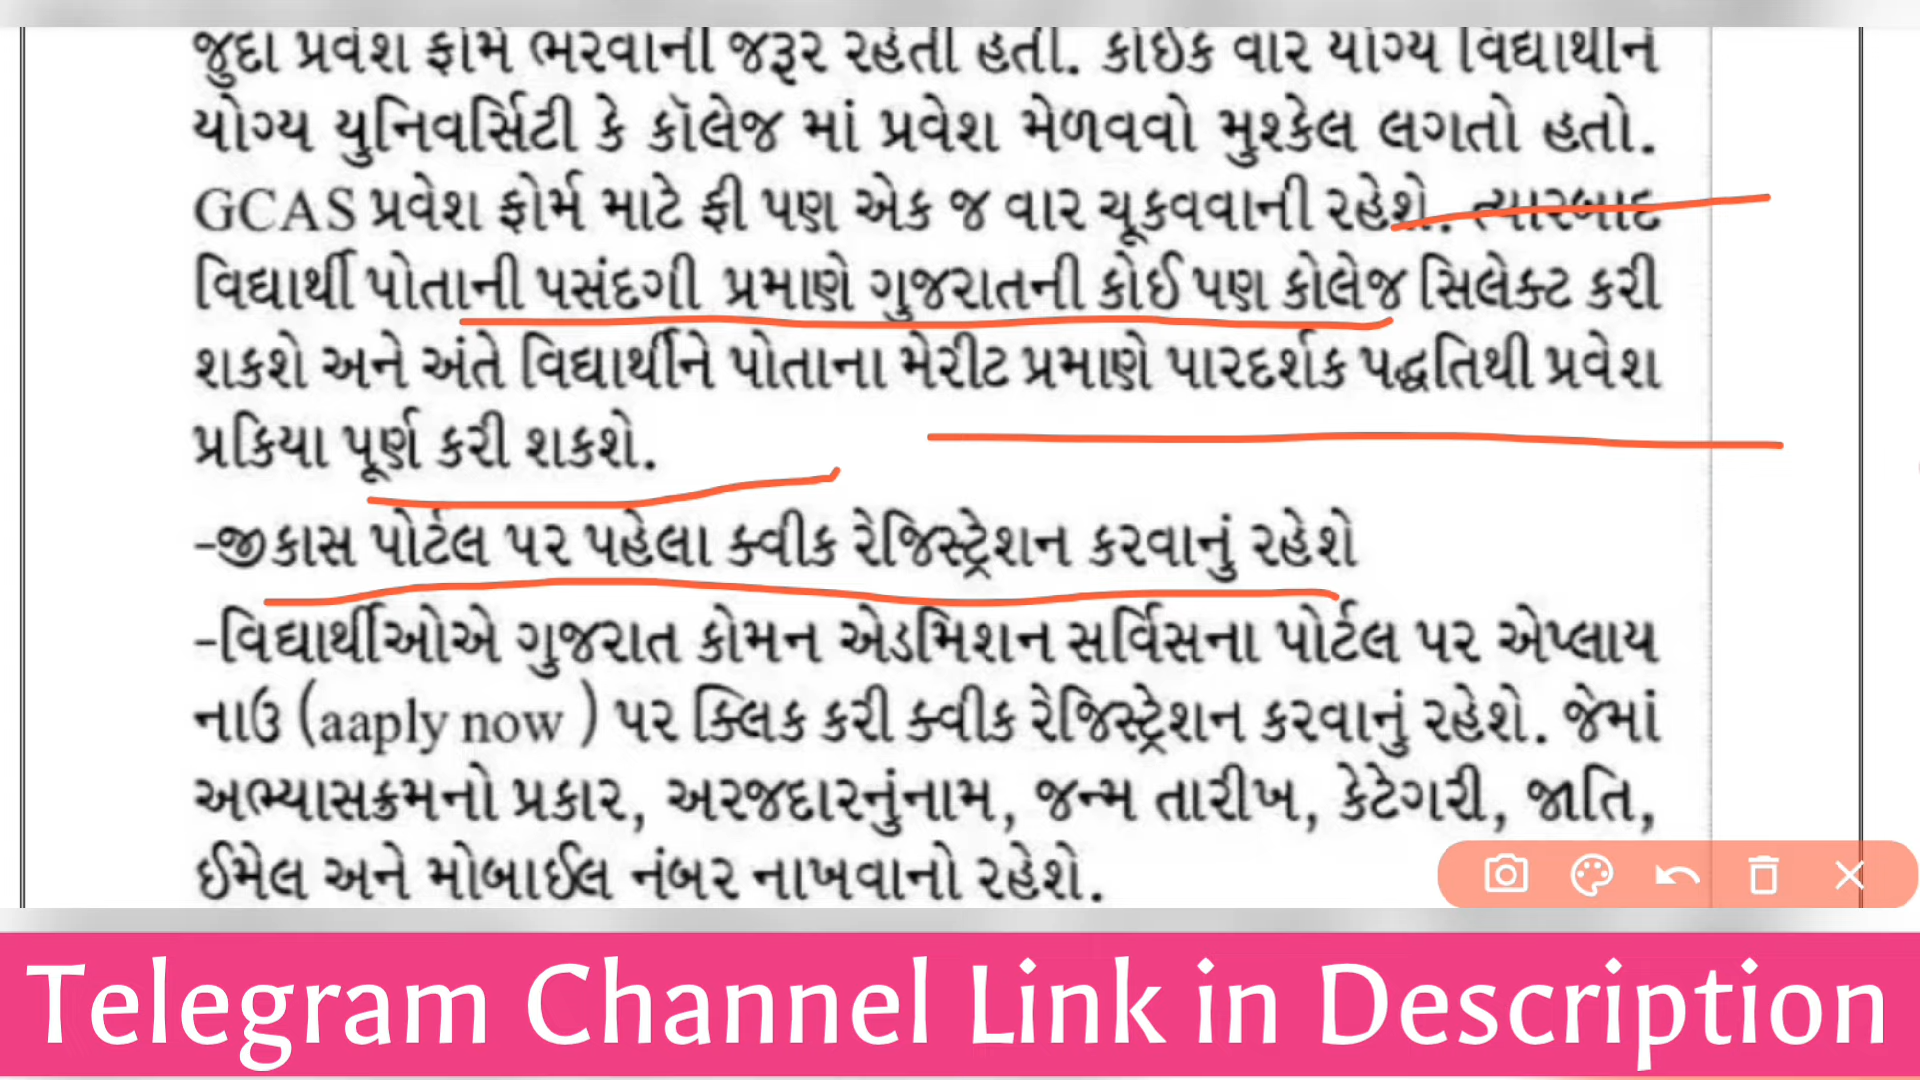 જુદા પ્રવેશ ફોર્મ ભરવાની જરૂર રહેતી હતી. કોઈક વાર યોગ્ય વિદ્યાર્થીને
યોગ્ય યુનિવર્સિટી કે કૉલેજ માં પ્રવેશ મેળવવો મુશ્કેલ લગતો હતો.
GCAS પ્રવેશ ફોર્મ માટે ફી પણ એક જ વાર ચૂકવવાની રહેશે. ત્યારબાદ
વિદ્યાર્થી પોતાની પસંદગી પ્રમાણે ગુજરાતની કોઈ પણ કોલેજ સિલેક્ટ કરી
શકશે અને અંતે વિદ્યાર્થીને પોતાના મેરીટ પ્રમાણે પારદર્શક પદ્ધતિથી પ્રવેશ
પ્રકિયા પૂર્ણ કરી શકશે.
-જીકાસ પોર્ટલ પર પહેલા ક્વીક રેજિસ્ટ્રેશન કરવાનું રહેશે
-વિદ્યાર્થીઓએ ગુજરાત કોમન એડમિશન સર્વિસના પોર્ટલ પર એપ્લાય
નાઉ (aaply now ) પર ક્લિક કરી ક્વીક રેજિસ્ટ્રેશન કરવાનું રહેશે. જેમાં
અભ્યાસક્રમનો પ્રકાર, અરજદારનુંનામ, જન્મ તારીખ, કેટેગરી, જાતિ,
ઈમેલ અને મોબાઈલ નંબર નાખવાનો રહેશે.
Telegram Channel Link in Description